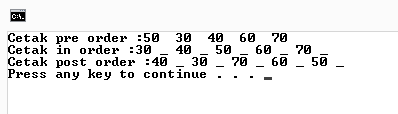 C:\.
Cetak pre order :50  30  40  60  70
Cetak in order :30 _ 40 _ 50 _ 60 _ 70 _
Cetak post order :40 _ 30 _ 70 _ 60 _ 50 _
Press any key to continue . . . _